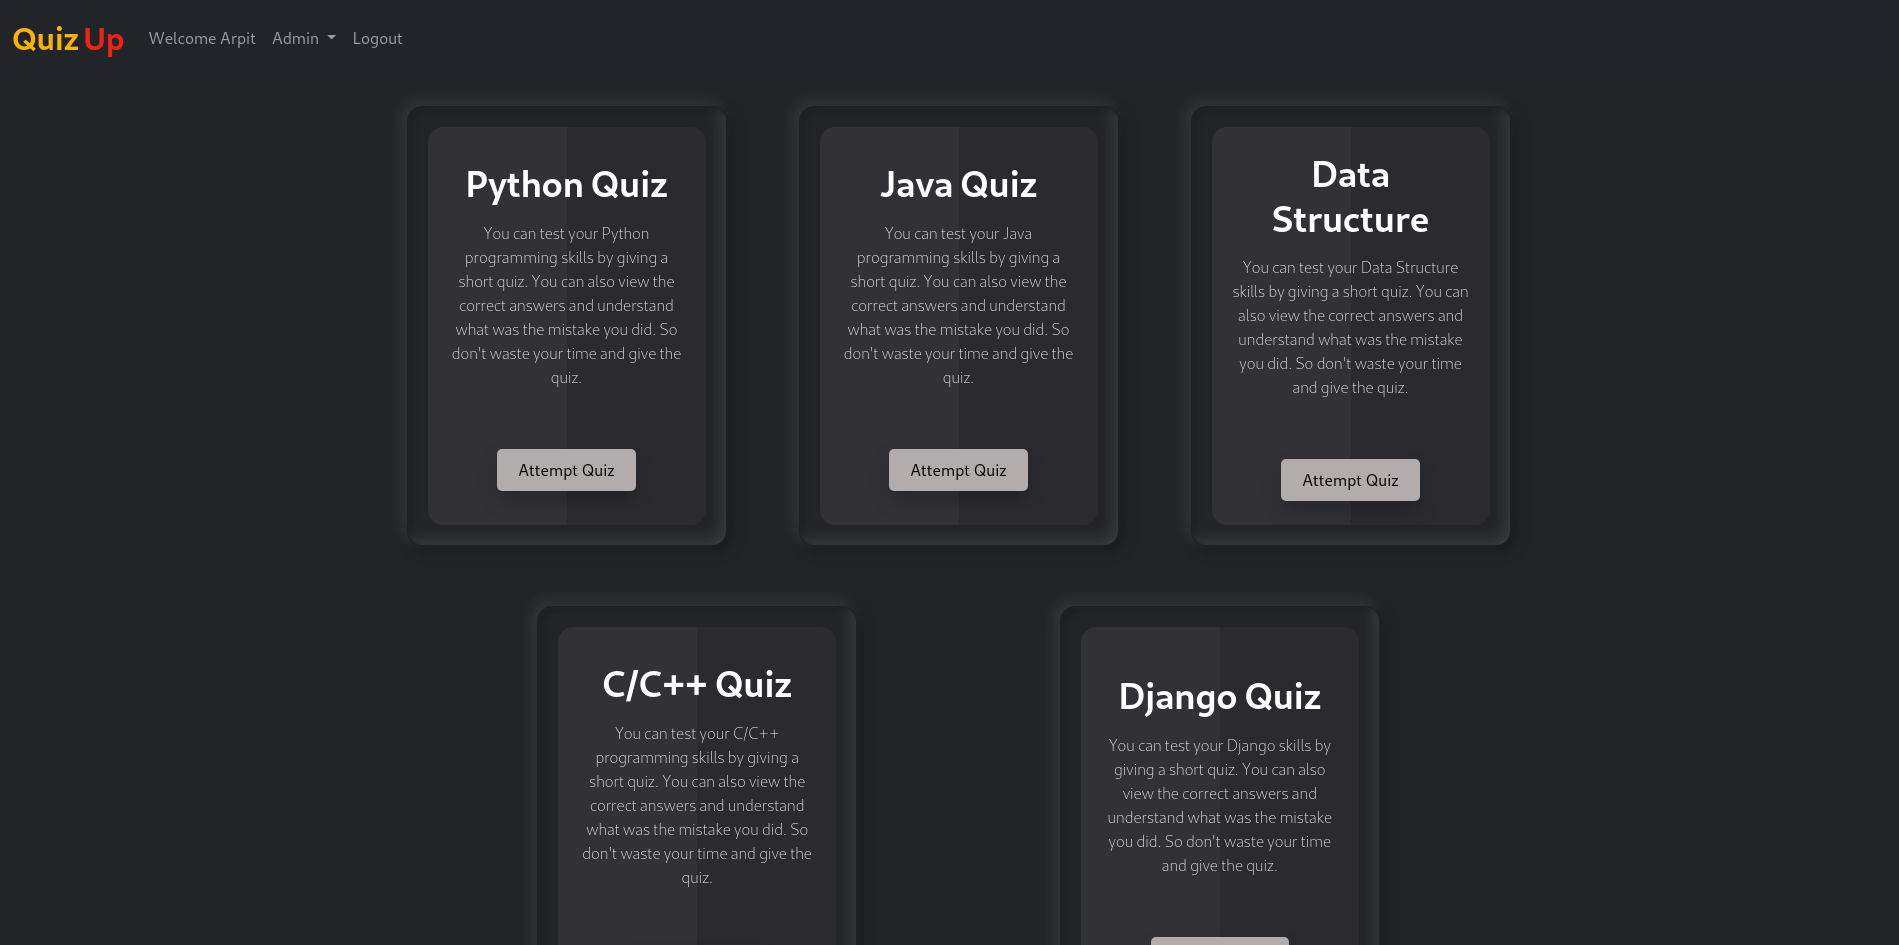 Quiz Up
Welcome Arpit
Admin
Logout
Python Quiz
You can test your Python
programming skills by giving a
short quiz. You can also view the
correct answers and understand
what was the mistake you did. So
don't waste your time and give the
quiz.
Attempt Quiz
Java Quiz
You can test your Java
programming skills by giving a
short quiz. You can also view the
correct answers and understand
what was the mistake you did. So
don't waste your time and give the
quiz.
Attempt Quiz
Data
Structure
You can test your Data Structure
skills by giving a short quiz. You can
also view the correct answers and
understand what was the mistake
you did. So don't waste your time
and give the quiz.
Attempt Quiz
C/C++ Quiz
You can test your C/C++
programming skills by giving a
short quiz. You can also view the
correct answers and understand
what was the mistake you did. So
don't waste your time and give the
quiz.
Django Quiz
You can test your Django skills by
giving a short quiz. You can also
view the correct answers and
understand what was the mistake
you did. So don't waste your time
and give the quiz.